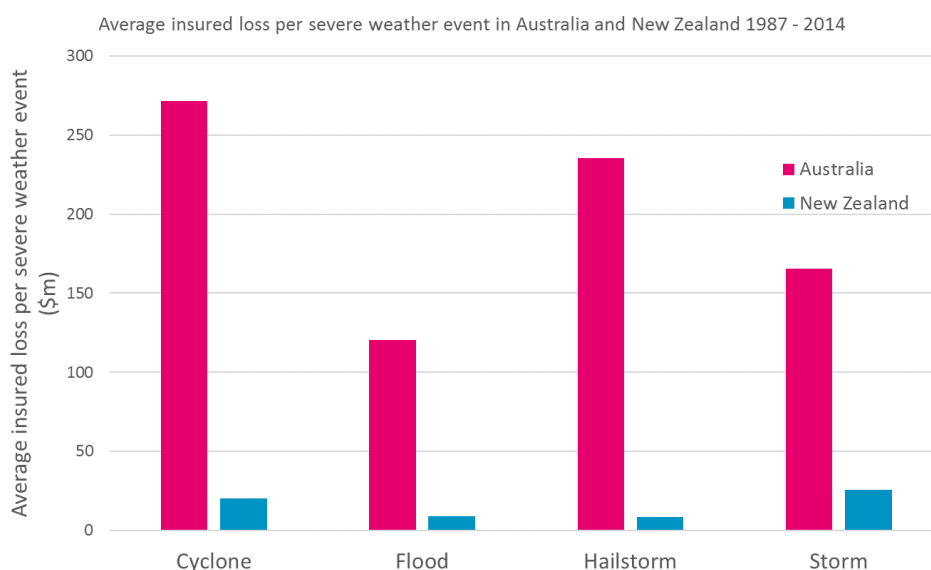 Average insured loss per severe weather event in Australia and New Zealand 1987 - 2014
Average insured loss per severe weather event
($m)
300
250
200
150
100
50
0
Australia
New Zealand
Cyclone
Flood
Hailstorm
Storm